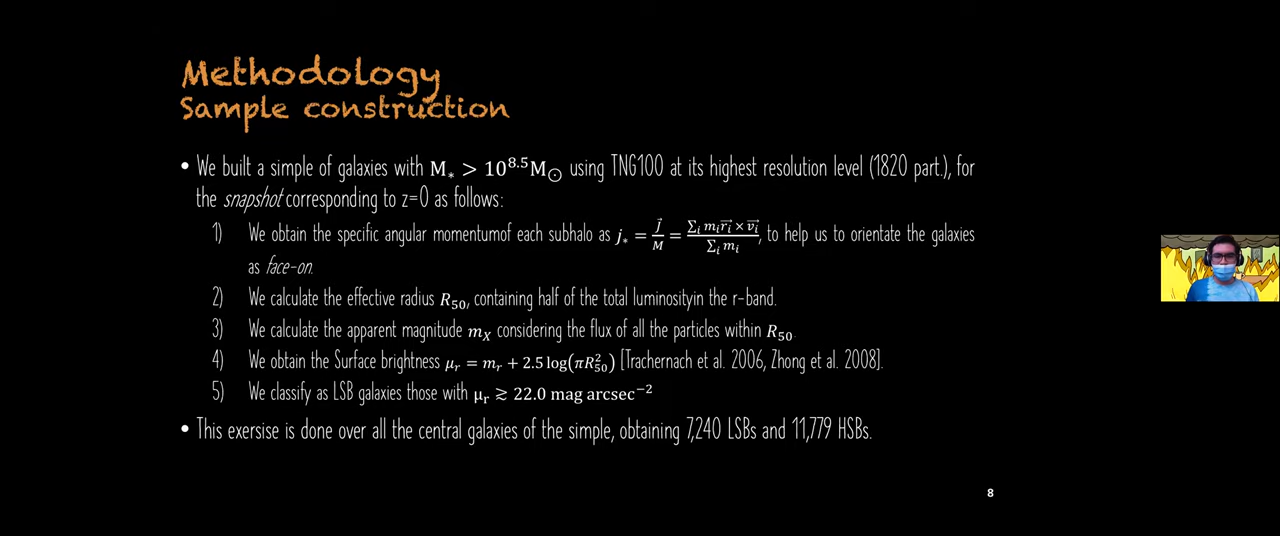 Methodology
Sample construction
• We built a simple of galaxies with M∗ > 10^8.5 M⊙ using TNG100 at its highest resolution level (1820 part.), for
the snapshot corresponding to z=0 as follows:
1) We obtain the specific angular momentumof each subhalo as j∗ = J⃗/M = ∑i mi r⃗i × v⃗i / ∑i mi, to help us to orientate the galaxies
as face-on.
2) We calculate the effective radius R50, containing half of the total luminosityin the r-band.
3) We calculate the apparent magnitude mX considering the flux of all the particles within R50.
4) We obtain the Surface brightness μr = mr + 2.5 log(πR50^2) [Trachernach et al. 2006, Zhong et al. 2008].
5) We classify as LSB galaxies those with μr ≳ 22.0 mag arcsec^−2
• This exersise is done over all the central galaxies of the simple, obtaining 7,240 LSBs and 11,779 HSBs.
8